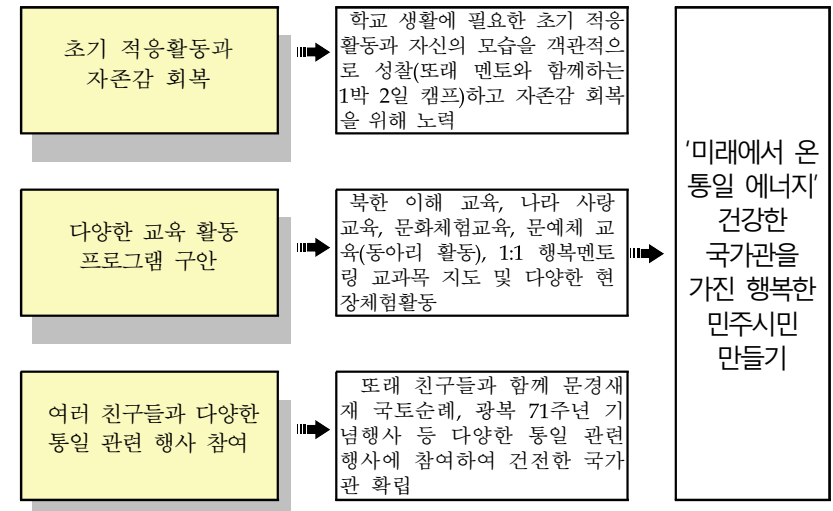 초기 적응활동과
자존감 회복
학교 생활에 필요한 초기 적응
활동과 자신의 모습을 객관적으
로 성찰(또래 멘토와 함께하는
1박 2일 캠프)하고 자존감 회복
을 위해 노력
다양한 교육 활동
프로그램 구안
북한 이해 교육, 나라 사랑
교육, 문화체험교육, 문예체 교
육(동아리 활동), 1:1 행복멘토
링 교과목 지도 및 다양한 현
장체험활동
여러 친구들과 다양한
통일 관련 행사 참여
또래 친구들과 함께 문경새
재 국토순례, 광복 71주년 기
념행사 등 다양한 통일 관련
행사에 참여하여 건전한 국가
관 확립
'미래에서 온
통일 에너지'
건강한
국가관을
가진 행복한
민주시민
만들기